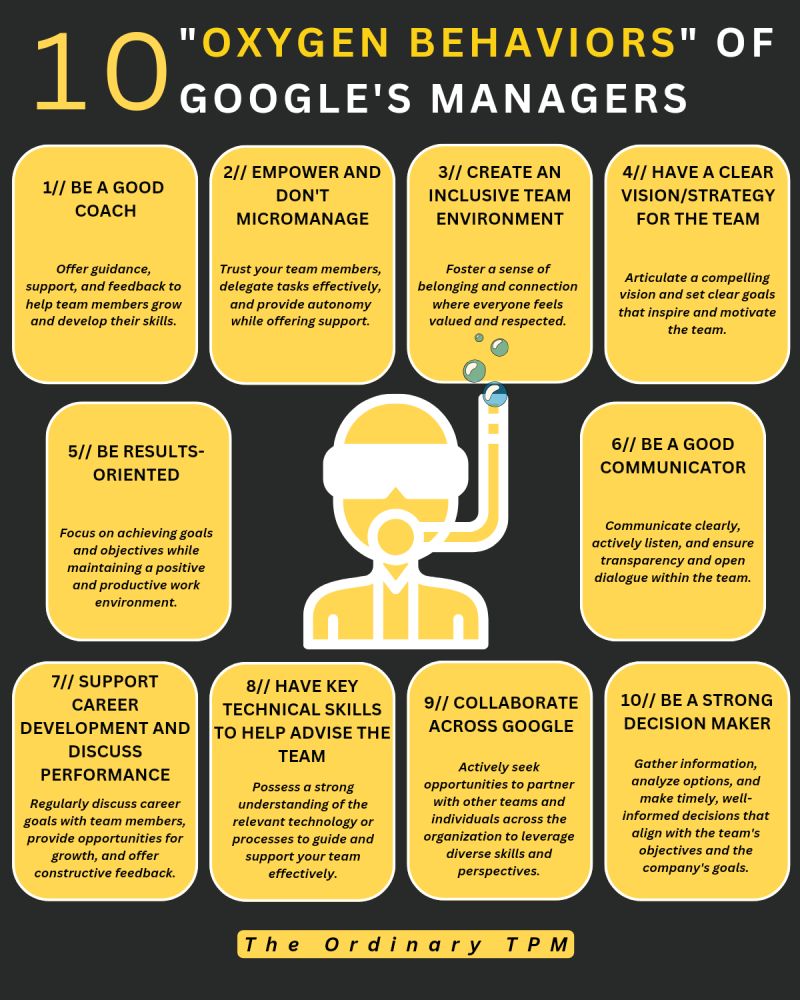 10 "OXYGEN BEHAVIORS" OF
GOOGLE'S MANAGERS
1// BE A GOOD
COACH
Offer guidance,
support, and feedback to
help team members grow
and develop their skills.
2// EMPOWER AND
DON'T
MICROMANAGE
Trust your team members,
delegate tasks effectively,
and provide autonomy
while offering support.
3// CREATE AN
INCLUSIVE TEAM
ENVIRONMENT
Foster a sense of
belonging and connection
where everyone feels
valued and respected.
4// HAVE A CLEAR
VISION/STRATEGY
FOR THE TEAM
Articulate a compelling
vision and set clear goals
that inspire and motivate
the team.
5// BE RESULTS-
ORIENTED
Focus on achieving goals
and objectives while
maintaining a positive
and productive work
environment.
6// BE A GOOD
COMMUNICATOR
Communicate clearly,
actively listen, and ensure
transparency and open
dialogue within the team.
7// SUPPORT
CAREER
DEVELOPMENT AND
DISCUSS
PERFORMANCE
Regularly discuss career
goals with team members,
provide opportunities for
growth, and offer
constructive feedback.
8// HAVE KEY
TECHNICAL SKILLS
TO HELP ADVISE THE
TEAM
Possess a strong
understanding of the
relevant technology or
processes to guide and
support your team
effectively.
9// COLLABORATE
ACROSS GOOGLE
Actively seek
opportunities to partner
with other teams and
individuals across the
organization to leverage
diverse skills and
perspectives.
10// BE A STRONG
DECISION MAKER
Gather information,
analyze options, and
make timely, well-
informed decisions that
align with the team's
objectives and the
company's goals.
The Ordinary TPM